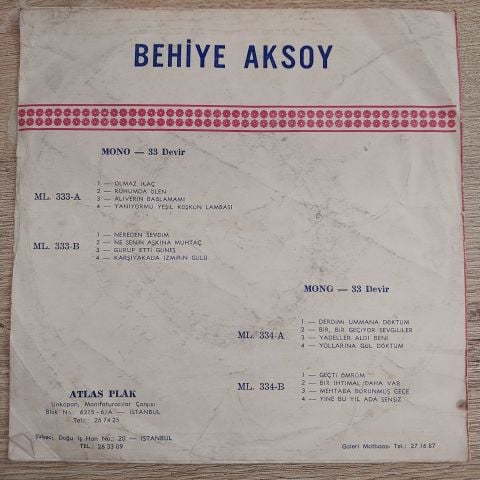 BEHİYE AKSOY
MONO — 33 Devir
ML. 333-A
1 — OLMAZ İLAÇ
2 — RÜHUMDA ÖLEN
3 — ALIVERİN BAĞLAMAMI
4 — YANIYORMU YEŞİL KÖŞKÜN LAMBASI
ML. 333-B
1 — NEREDEN SEVDİM
2 — NE SENİN AŞKINA MUHTAÇ
3 — GURUP ETTİ GÜNEŞ
4 — KARŞIYAKADA İZMİRİN GÜLÜ
MONO — 33 Devir
ML. 334-A
1 — DERDİMİ UMMANA DÖKTÜM
2 — BİR, BİR GEÇİYOR SEVGİLİLER
3 — YADELLER ALDI BENİ
4 — YOLLARINA GÜL DÖKTÜM
ML. 334-B
1 — GEÇTİ ÖMRÜM
2 — BİR İHTİMAL DAHA VAR
3 — MEHTABA BÜRÜNMÜŞ GECE
4 — YİNE BU YIL ADA SENSİZ
ATLAS PLÂK
Unkapan, Manifaturacılar Çarşısı
Blok No.: 6315-6/A — İSTANBUL
Tel.: 26 74 25
Sirkeci, Doğu İş Han No.: 20 — İSTANBUL
TEL.: 26 33 09
Galeri Matbaası Tel.: 27 16 87